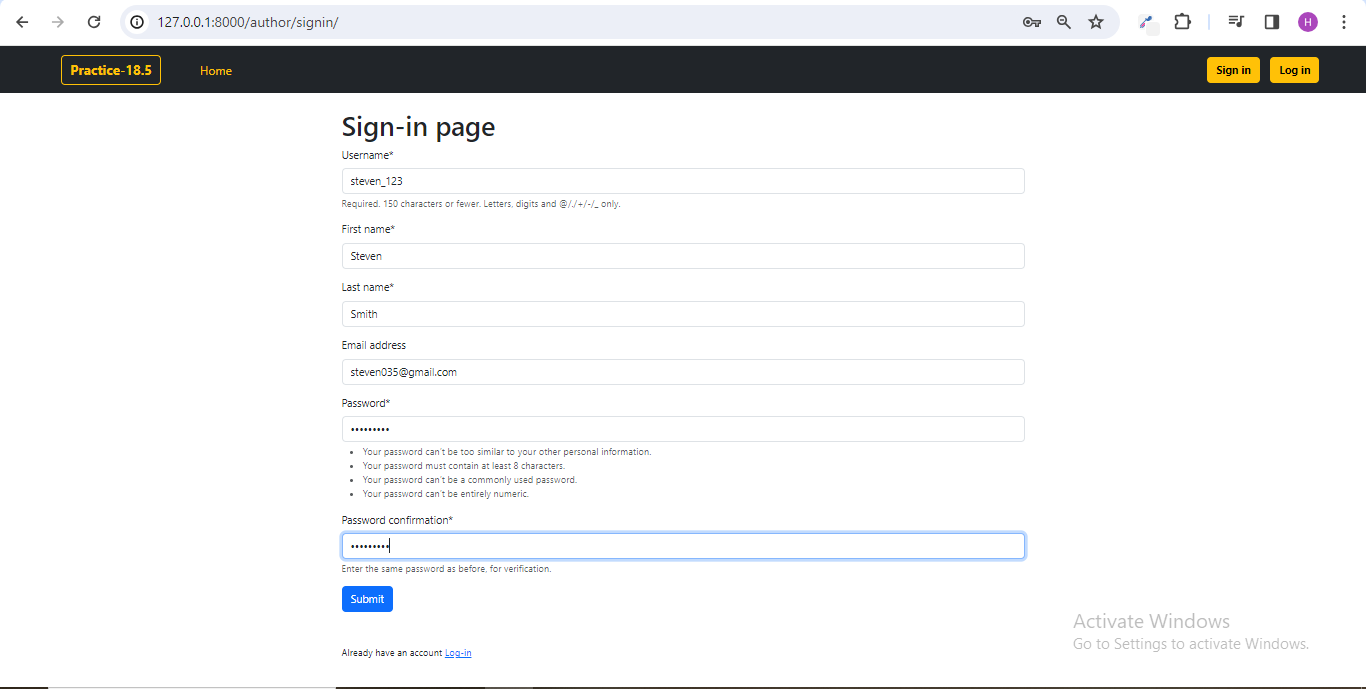 127.0.0.1:8000/author/signin/
H
Practice-18.5 Home Sign in Log in
Sign-in page
Username*
steven_123
Required. 150 characters or fewer. Letters, digits and @/./+/-/_ only.
First name*
Steven
Last name*
Smith
Email address
steven035@gmail.com
Password*
•••••••••
• Your password can't be too similar to your other personal information.
• Your password must contain at least 8 characters.
• Your password can't be a commonly used password.
• Your password can't be entirely numeric.
Password confirmation*
•••••••••
Enter the same password as before, for verification.
Submit
Activate Windows
Go to Settings to activate Windows.
Already have an account Log-in